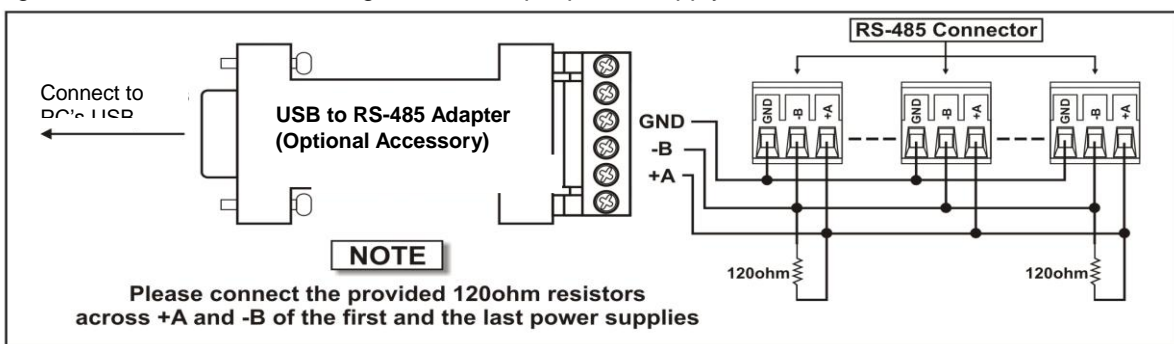 RS-485 Connector
Connect to
USB to RS-485 Adapter
(Optional Accessory)
GND
-B
+A
GND -B +A
GND -B +A
GND -B +A
120ohm
120ohm
NOTE
Please connect the provided 120ohm resistors
across +A and -B of the first and the last power supplies